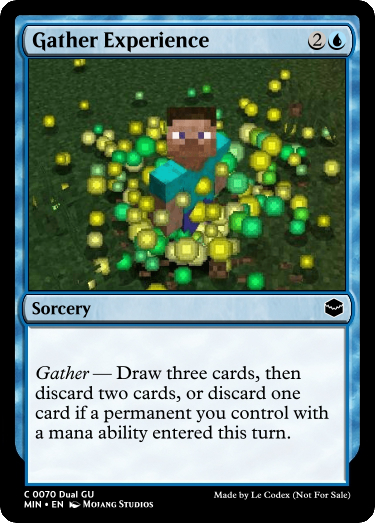 Gather Experience 2
Sorcery
Gather — Draw three cards, then
discard two cards, or discard one
card if a permanent you control with
a mana ability entered this turn.
C 0070 Dual GU
MIN • EN Mojang Studios
Made by Le Codex (Not For Sale)